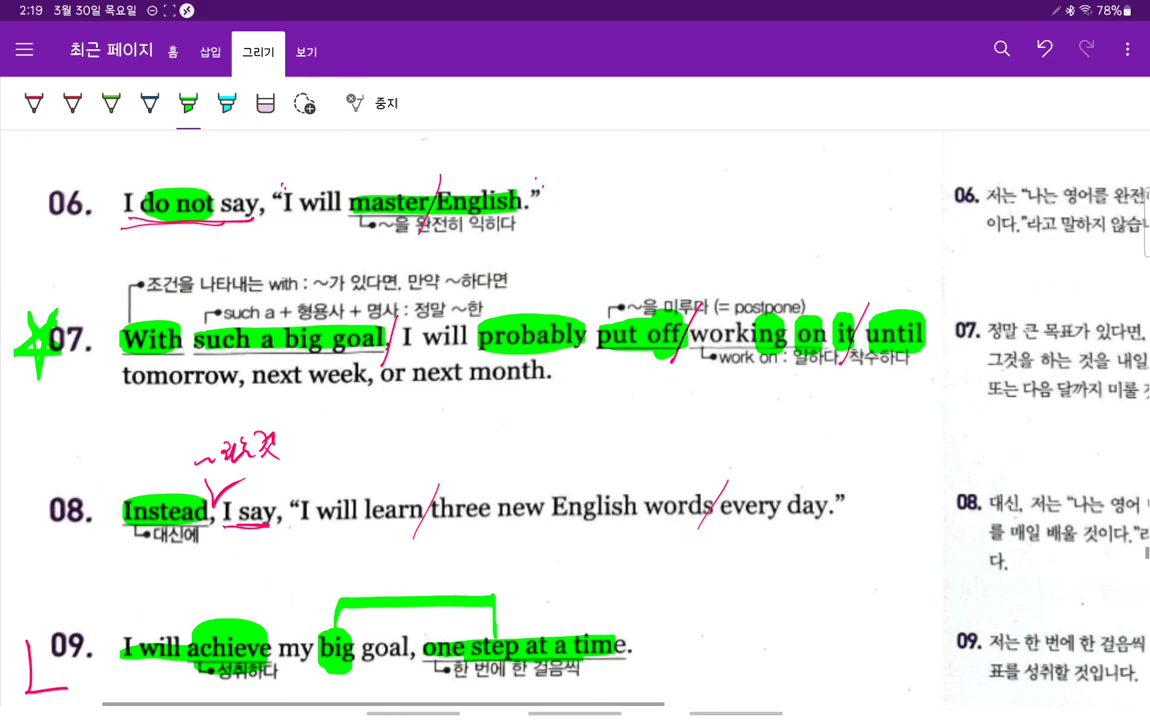 2:19 3월 30일 목요일 78%
최근 페이지 홈 삽입 그리기 보기
중지
06. I do not say, “I will master English.”
~을 완전히 익히다
06. 저는 “나는 영어를 완전
이다.”라고 말하지 않습
조건을 나타내는 with : ~가 있다면, 만약 ~하다면
such a + 형용사 + 명사 : 정말 ~한
~을 미루다 (= postpone)
07. With such a big goal, I will probably put off working on it until
work on : 일하다, 착수하다
tomorrow, next week, or next month.
07. 정말 큰 목표가 있다면,
그것을 하는 것을 내일
또는 다음 달까지 미룰
08. Instead, I say, “I will learn three new English words every day.”
대신에
08. 대신, 저는 “나는 영어
를 매일 배울 것이다.”
다.
09. I will achieve my big goal, one step at a time.
성취하다
한 번에 한 걸음씩
09. 저는 한 번에 한 걸음씩
표를 성취할 것입니다.